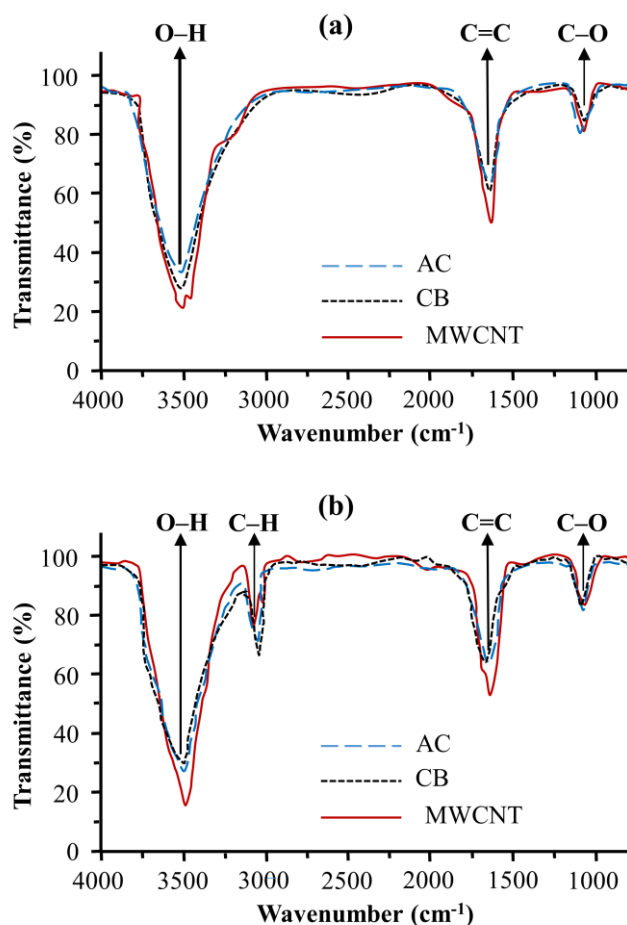 (a)
O–H C=C C–O
100
80
60
40
20
0
Transmittance (%)
AC
CB
MWCNT
4000 3500 3000 2500 2000 1500 1000
Wavenumber (cm-1)
(b)
O–H C–H C=C C–O
100
80
60
40
20
0
Transmittance (%)
AC
CB
MWCNT
4000 3500 3000 2500 2000 1500 1000
Wavenumber (cm-1)